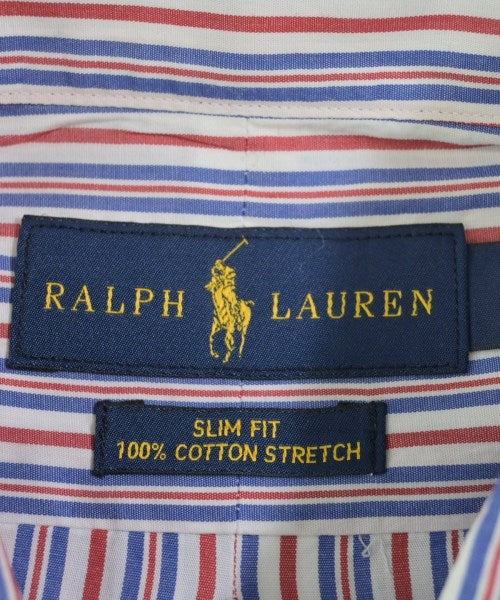 RALPH LAUREN
SLIM FIT
100% COTTON STRETCH